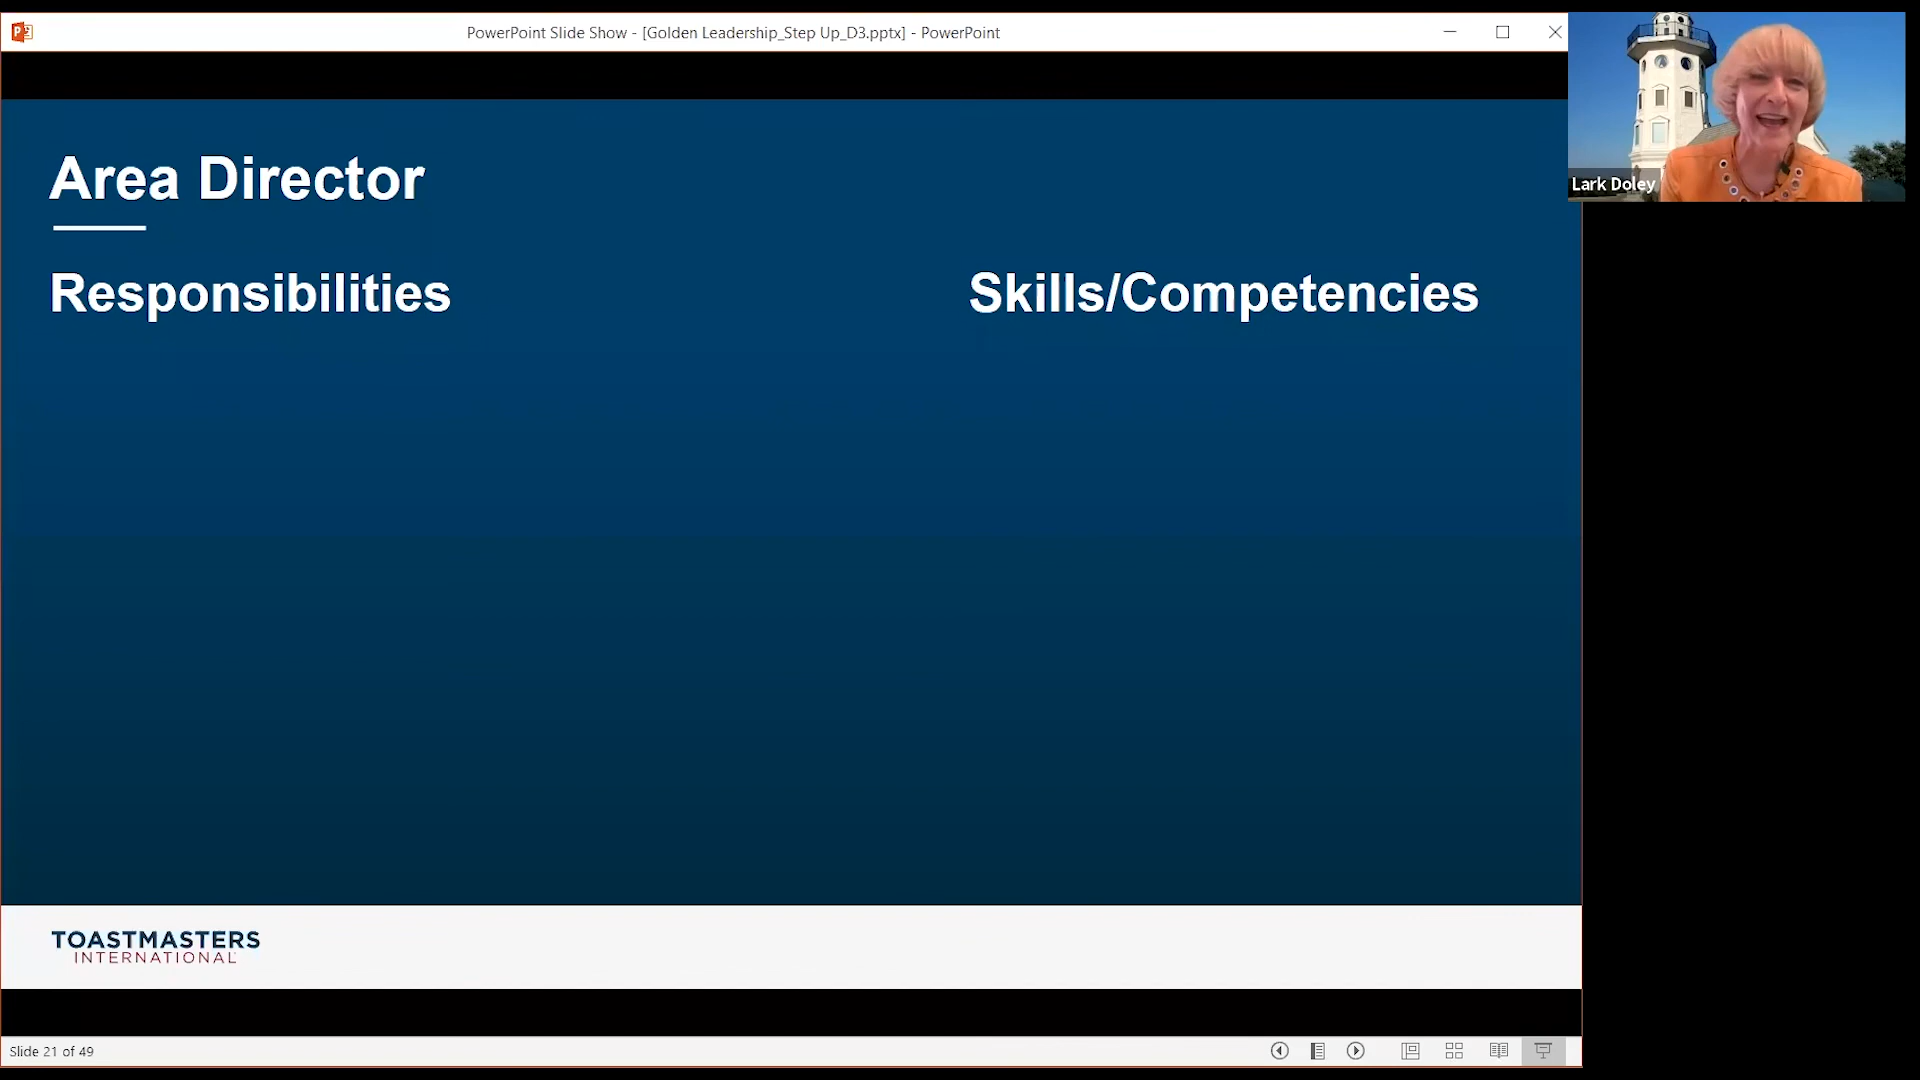 PowerPoint Slide Show - [Golden Leadership_Step Up_D3.pptx] - PowerPoint
Lark Doley
Area Director
Responsibilities
Skills/Competencies
TOASTMASTERS
INTERNATIONAL
Slide 21 of 49